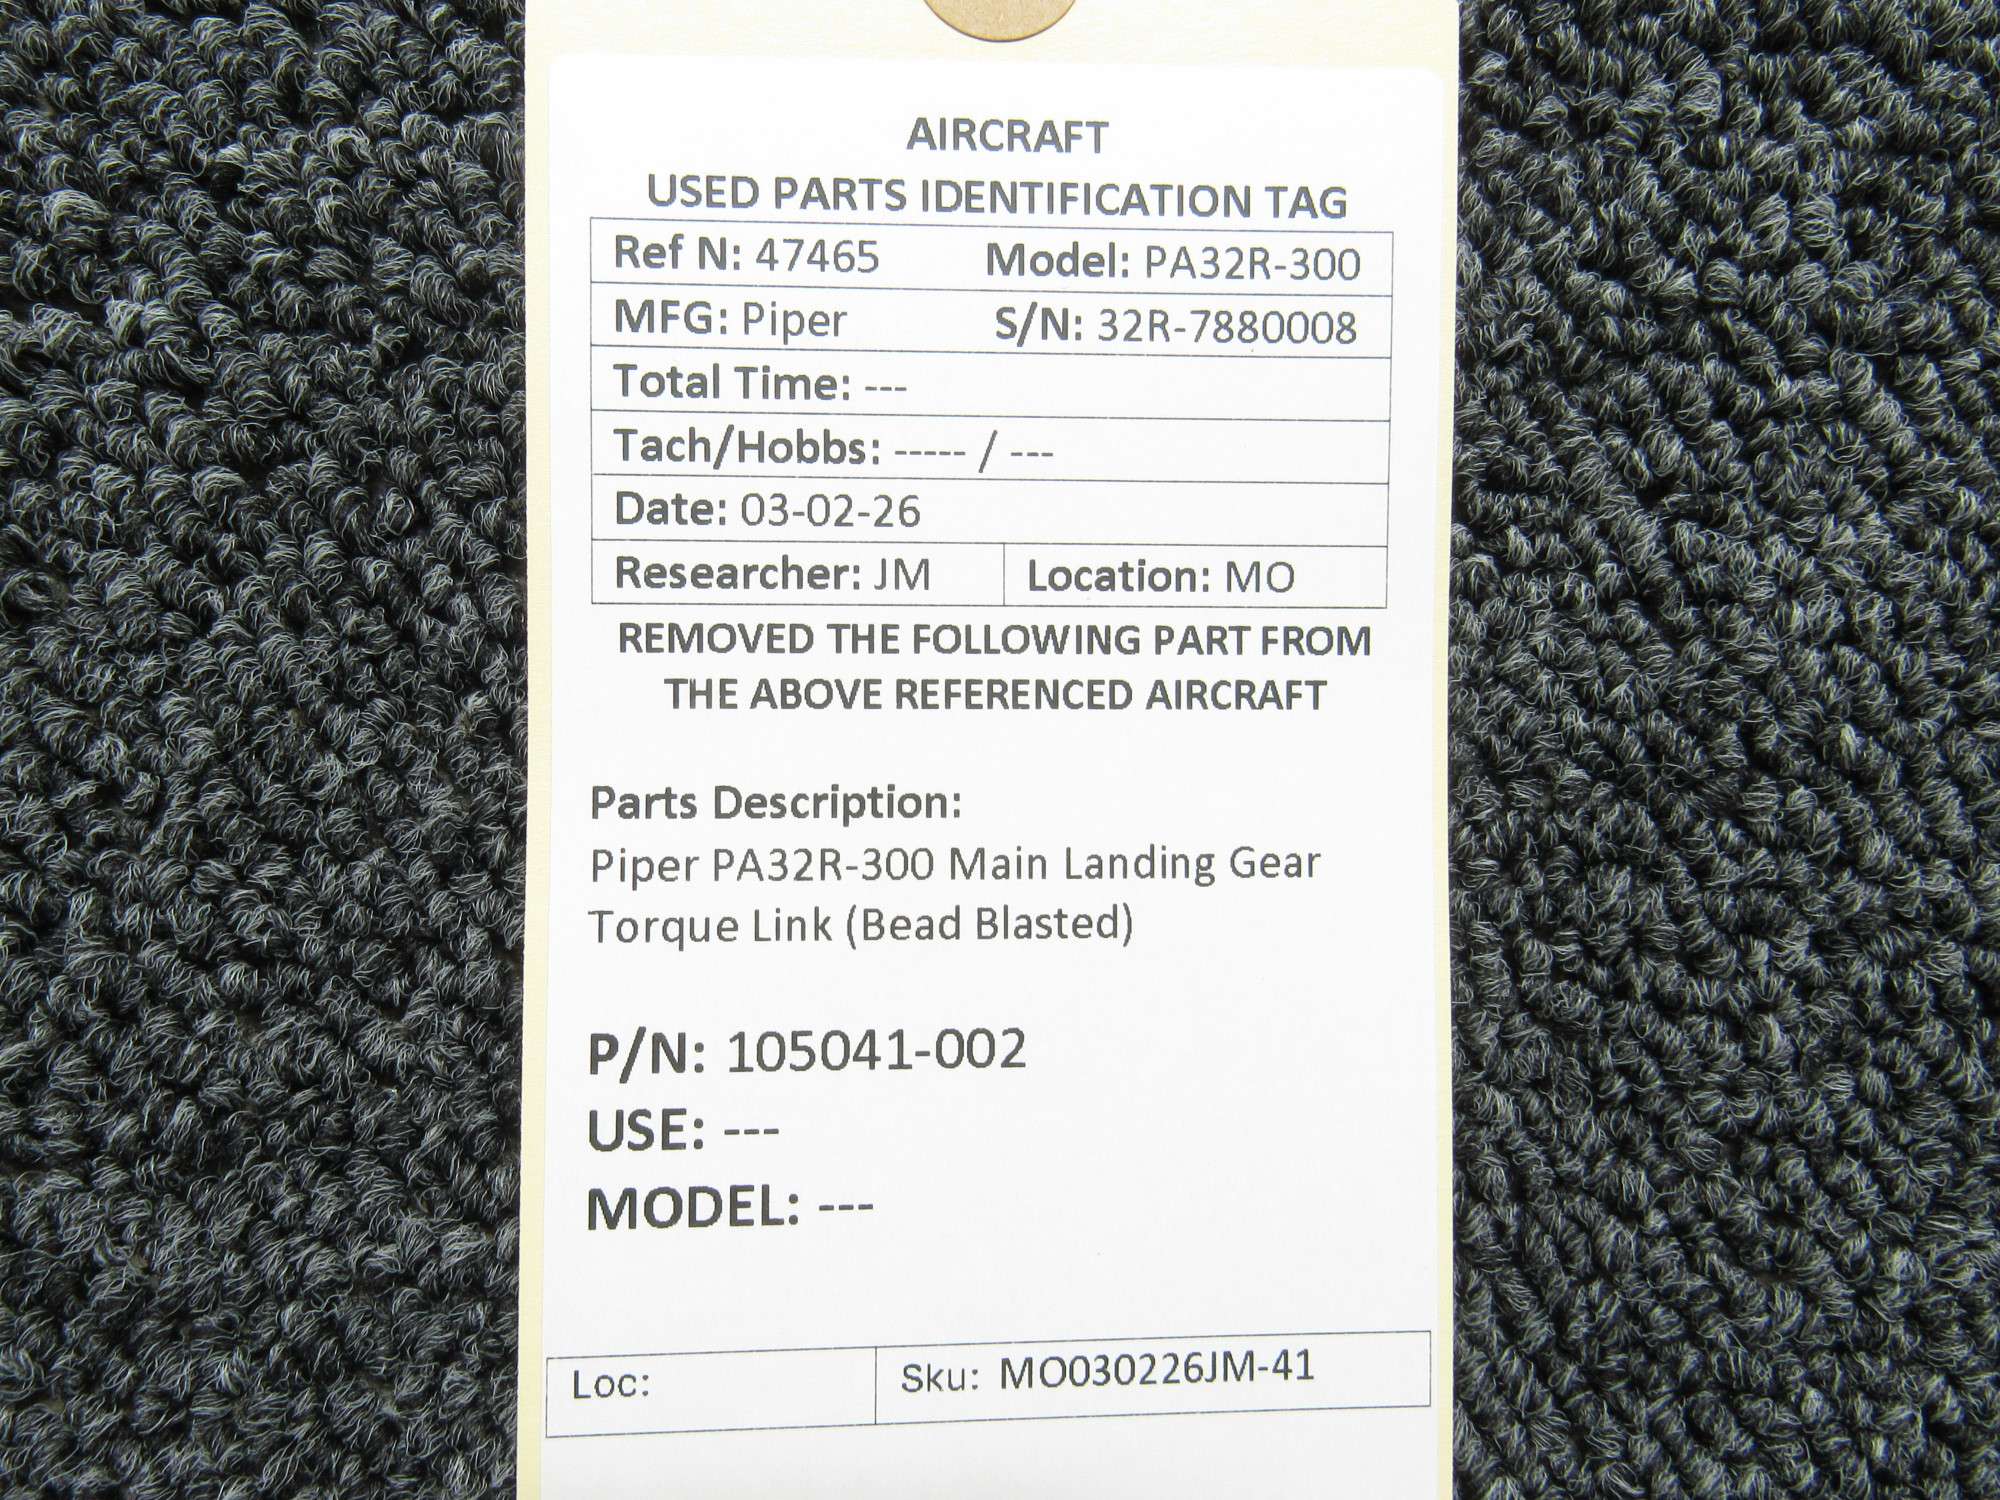 AIRCRAFT
USED PARTS IDENTIFICATION TAG
Ref N: 47465 Model: PA32R-300
MFG: Piper S/N: 32R-7880008
Total Time: ---
Tach/Hobbs: ----- / ---
Date: 03-02-26
Researcher: JM Location: MO
REMOVED THE FOLLOWING PART FROM
THE ABOVE REFERENCED AIRCRAFT
Parts Description:
Piper PA32R-300 Main Landing Gear
Torque Link (Bead Blasted)
P/N: 105041-002
USE: ---
MODEL: ---
Loc: Sku: MO030226JM-41